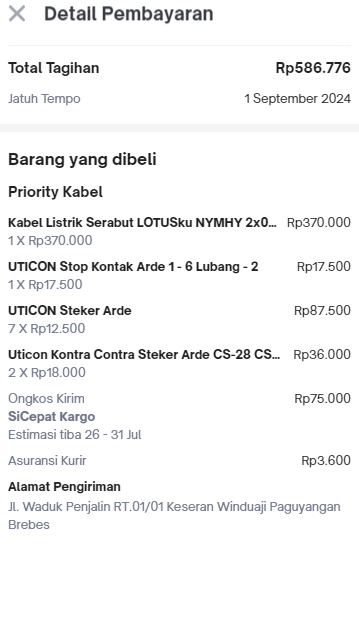 Detail Pembayaran
Total Tagihan Rp586.776
Jatuh Tempo 1 September 2024
Barang yang dibeli
Priority Kabel
Kabel Listrik Serabut LOTUSku NYMHY 2x0... Rp370.000
1 X Rp370.000
UTICON Stop Kontak Arde 1 - 6 Lubang - 2 Rp17.500
1 X Rp17.500
UTICON Steker Arde Rp87.500
7 X Rp12.500
Uticon Kontra Contra Steker Arde CS-28 CS... Rp36.000
2 X Rp18.000
Ongkos Kirim Rp75.000
SiCepat Kargo
Estimasi tiba 26 - 31 Jul
Asuransi Kurir Rp3.600
Alamat Pengiriman
Jl. Waduk Penjalin RT.01/01 Keseran Winduaji Paguyangan
Brebes